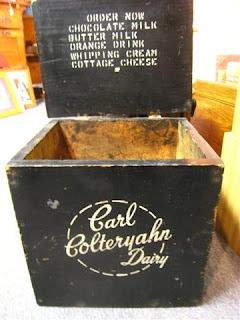 ORDER NOW
CHOCOLATE MILK
BUTTER MILK
ORANGE DRINK
WHIPPING CREAM
COTTAGE CHEESE
Carl
Colteryahn
Dairy